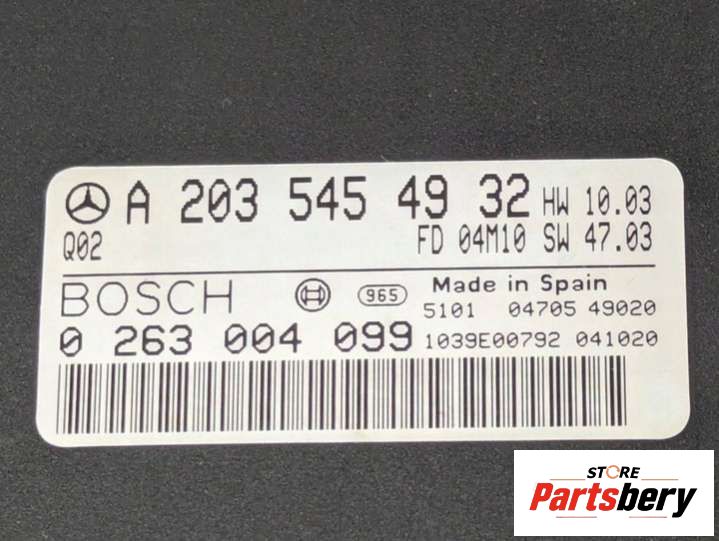 A 203 545 49 32 HW 10.03
Q02 FD 04M10 SW 47.03
BOSCH 965 Made in Spain
5101 04705 49020
0 263 004 099 1039E00792 041020
STORE
Partsbery